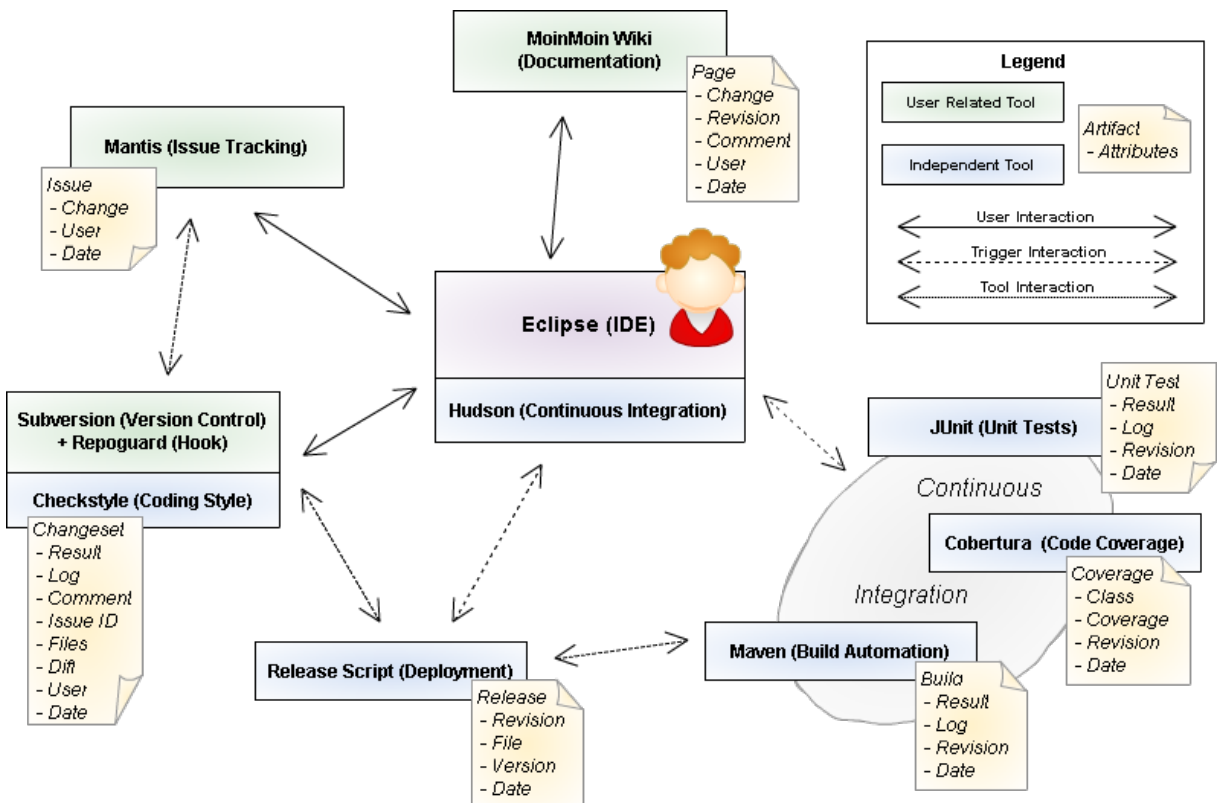 MoinMoin Wiki
(Documentation)
Page
- Change
- Revision
- Comment
- User
- Date
Legend
User Related Tool
Independent Tool
Artifact
- Attributes
User Interaction
Trigger Interaction
Tool Interaction
Mantis (Issue Tracking)
Issue
- Change
- User
- Date
Eclipse (IDE)
Hudson (Continuous Integration)
Subversion (Version Control)
+ Repoguard (Hook)
Checkstyle (Coding Style)
Changeset
- Result
- Log
- Comment
- Issue ID
- Files
- Diff
- User
- Date
JUnit (Unit Tests)
Unit Test
- Result
- Log
- Revision
- Date
Continuous
Integration
Cobertura (Code Coverage)
Coverage
- Class
- Coverage
- Revision
- Date
Maven (Build Automation)
Build
- Result
- Log
- Revision
- Date
Release Script (Deployment)
Release
- Revision
- File
- Version
- Date